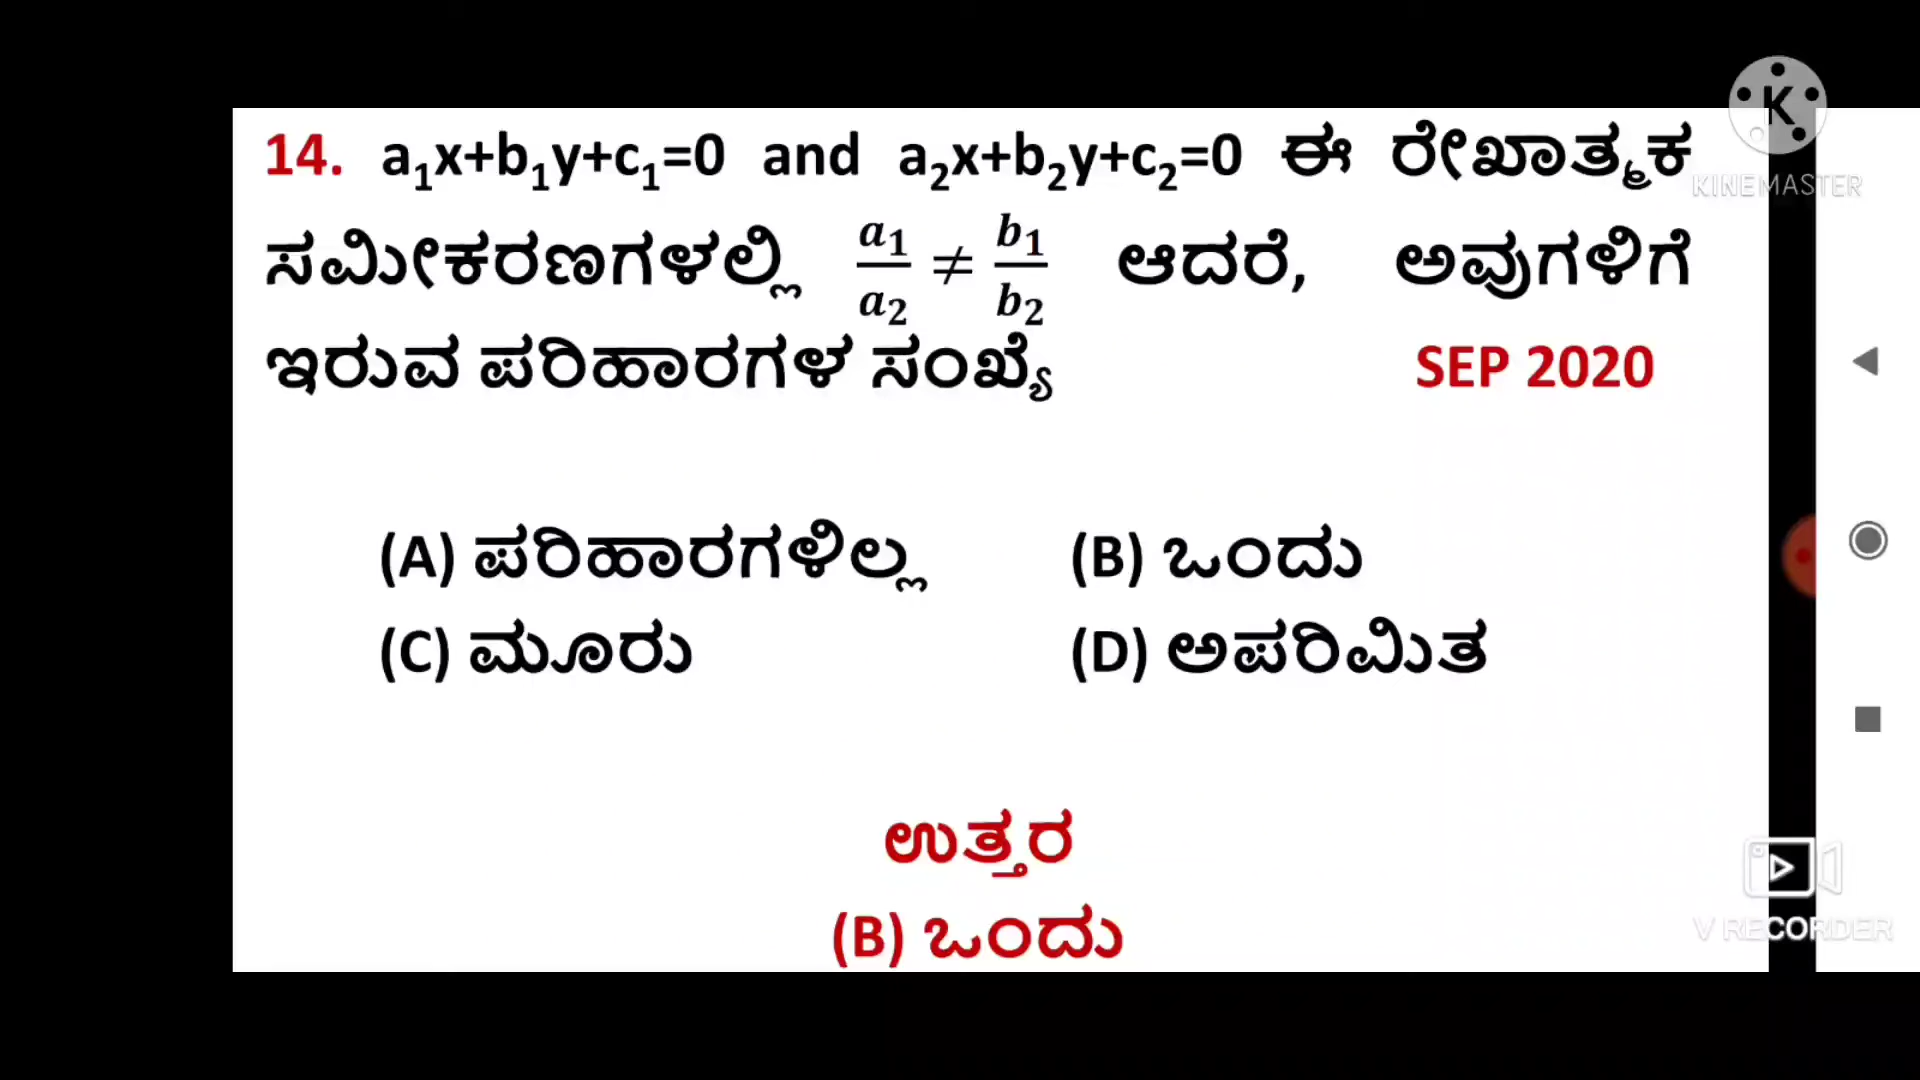 14. a₁x+b₁y+c₁=0 and a₂x+b₂y+c₂=0 ಈ ರೇಖಾತ್ಮಕ
KINEMASTER
ಸಮೀಕರಣಗಳಲ್ಲಿ a₁/a₂ ≠ b₁/b₂ ಆದರೆ, ಅವುಗಳಿಗೆ
ಇರುವ ಪರಿಹಾರಗಳ ಸಂಖ್ಯೆ SEP 2020
(A) ಪರಿಹಾರಗಳಿಲ್ಲ (B) ಒಂದು
(C) ಮೂರು (D) ಅಪರಿಮಿತ
ಉತ್ತರ
(B) ಒಂದು
V RECORDER